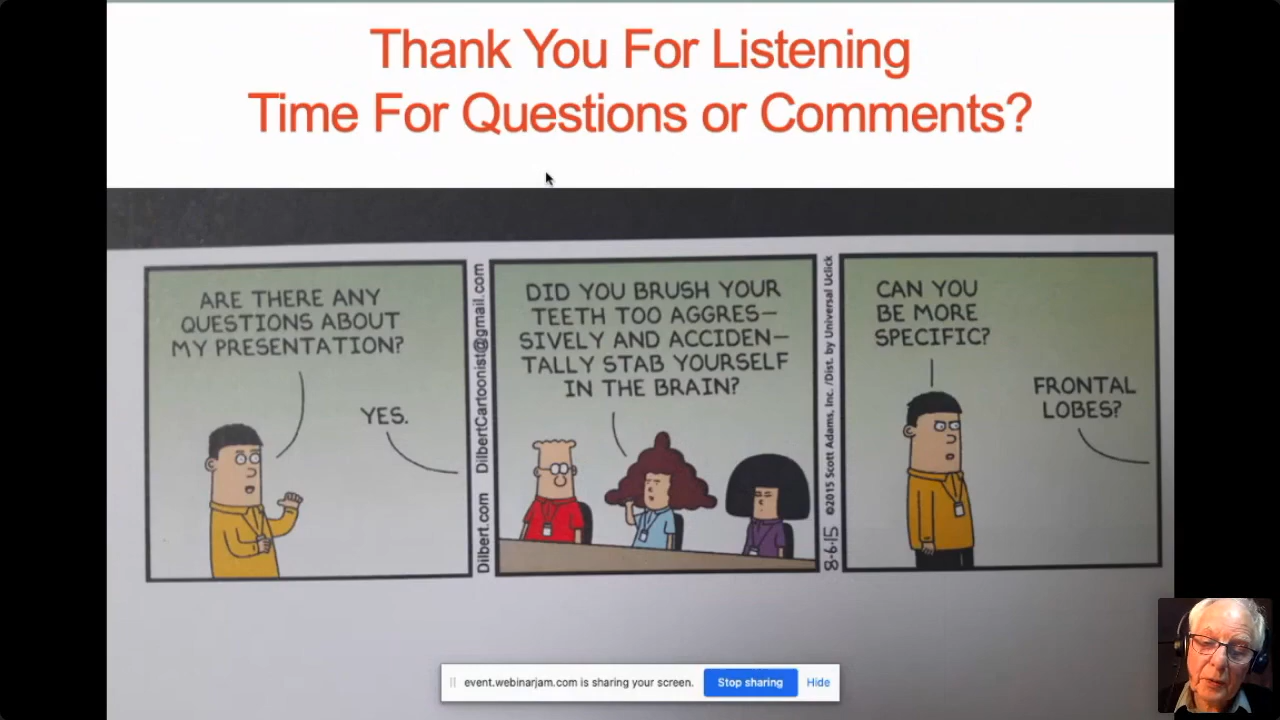 Thank You For Listening
Time For Questions or Comments?
ARE THERE ANY
QUESTIONS ABOUT
MY PRESENTATION?
YES.
Dilbert.com DilbertCartoonist@gmail.com
DID YOU BRUSH YOUR
TEETH TOO AGGRES-
SIVELY AND ACCIDEN-
TALLY STAB YOURSELF
IN THE BRAIN?
8-6-15 ©2015 Scott Adams, Inc. /Dist. by Universal Uclick
CAN YOU
BE MORE
SPECIFIC?
FRONTAL
LOBES?
event.webinarjam.com is sharing your screen. Stop sharing Hide